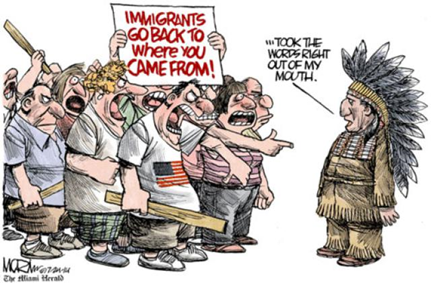 IMMIGRANTS
GO BACK TO
Where YOU
CAME FROM!
...TOOK THE
WORDS RIGHT
OUT OF MY
MOUTH.
The Miami Herald